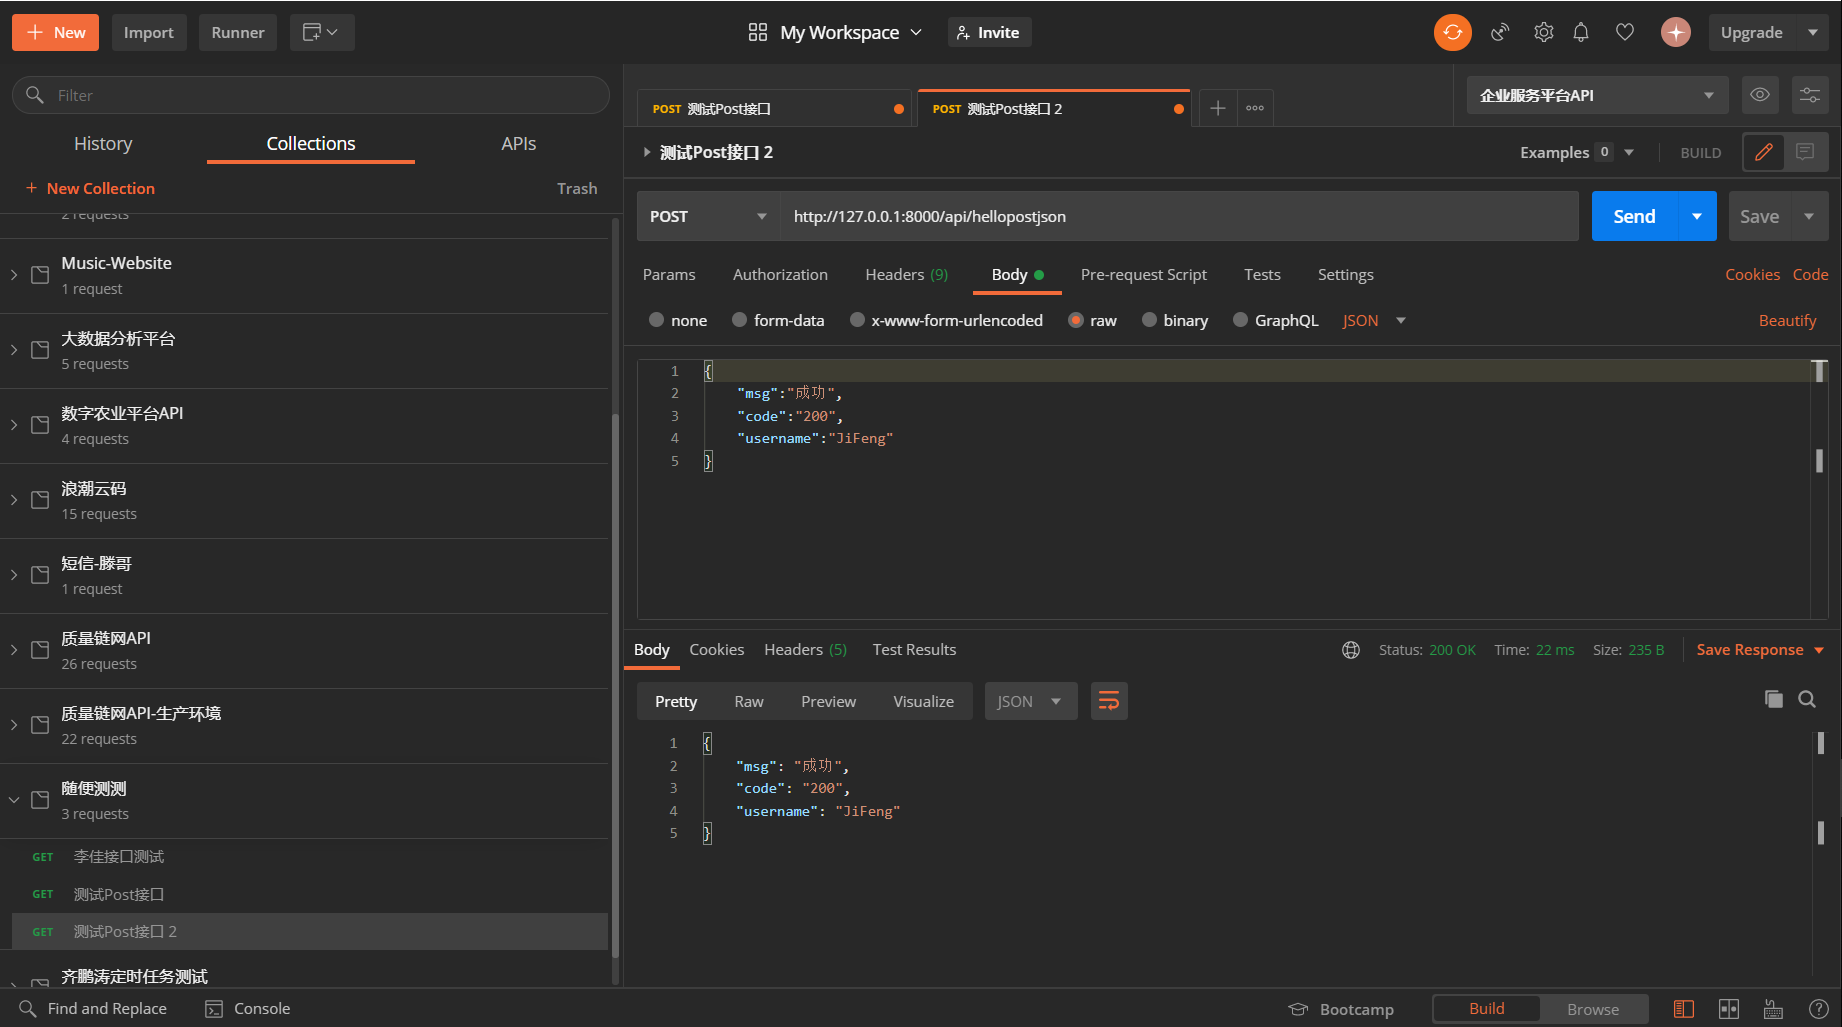 New Import Runner My Workspace Invite Upgrade
Filter
History Collections APIs
New Collection Trash
2 requests
Music-Website
1 request
大数据分析平台
5 requests
数字农业平台API
4 requests
浪潮云码
15 requests
短信-滕哥
1 request
质量链网API
26 requests
质量链网API-生产环境
22 requests
随便测测
3 requests
GET 李佳接口测试
GET 测试Post接口
GET 测试Post接口 2
齐鹏涛定时任务测试
POST 测试Post接口 POST 测试Post接口 2 企业服务平台API
测试Post接口 2 Examples 0 BUILD
POST http://127.0.0.1:8000/api/hellopostjson Send Save
Params Authorization Headers (9) Body Pre-request Script Tests Settings Cookies Code
none form-data x-www-form-urlencoded raw binary GraphQL JSON Beautify
1 {
2 "msg":"成功",
3 "code":"200",
4 "username":"JiFeng"
5 }
Body Cookies Headers (5) Test Results Status: 200 OK Time: 22 ms Size: 235 B Save Response
Pretty Raw Preview Visualize JSON
1 {
2 "msg": "成功",
3 "code": "200",
4 "username": "JiFeng"
5 }
Find and Replace Console Bootcamp Build Browse